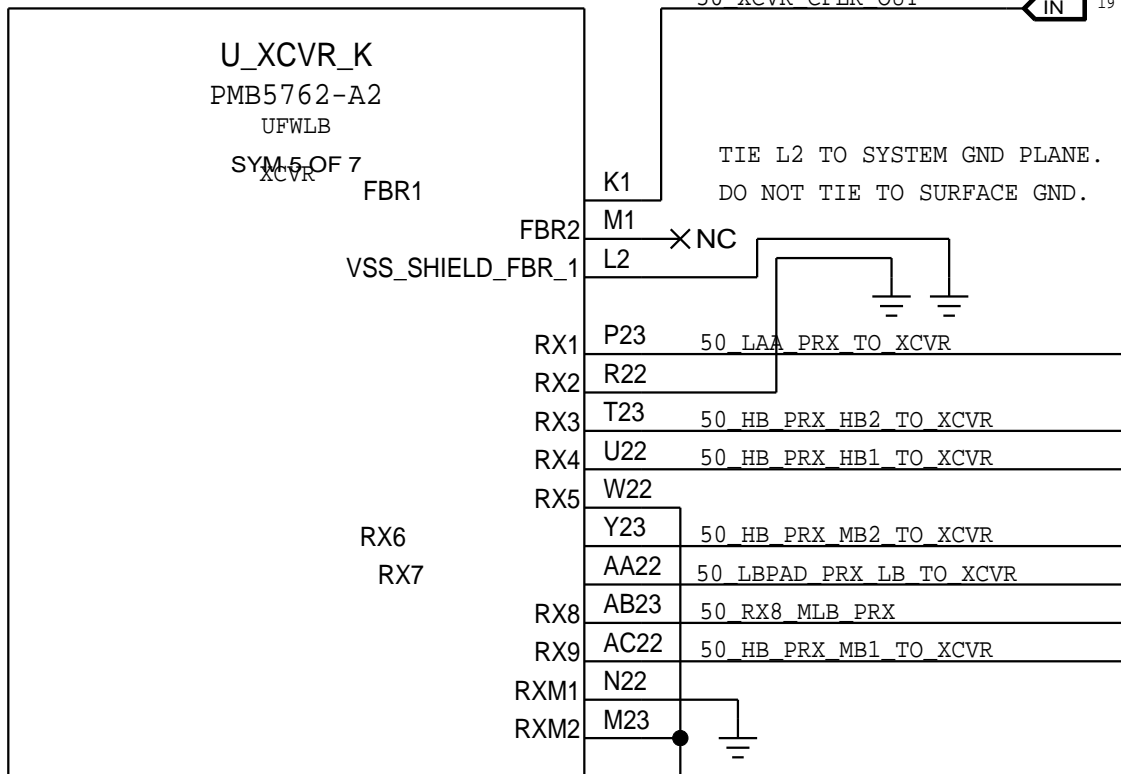 50_XCVR_CPLR_OUT
IN 19
U_XCVR_K
PMB5762-A2
UFWLB
SYM 5 OF 7
XCVR
TIE L2 TO SYSTEM GND PLANE.
DO NOT TIE TO SURFACE GND.
FBR1 K1
FBR2 M1 NC
VSS_SHIELD_FBR_1 L2
RX1 P23 50_LAA_PRX_TO_XCVR
RX2 R22
RX3 T23 50_HB_PRX_HB2_TO_XCVR
RX4 U22 50_HB_PRX_HB1_TO_XCVR
RX5 W22
RX6 Y23 50_HB_PRX_MB2_TO_XCVR
RX7 AA22 50_LBPAD_PRX_LB_TO_XCVR
RX8 AB23 50_RX8_MLB_PRX
RX9 AC22 50_HB_PRX_MB1_TO_XCVR
RXM1 N22
RXM2 M23